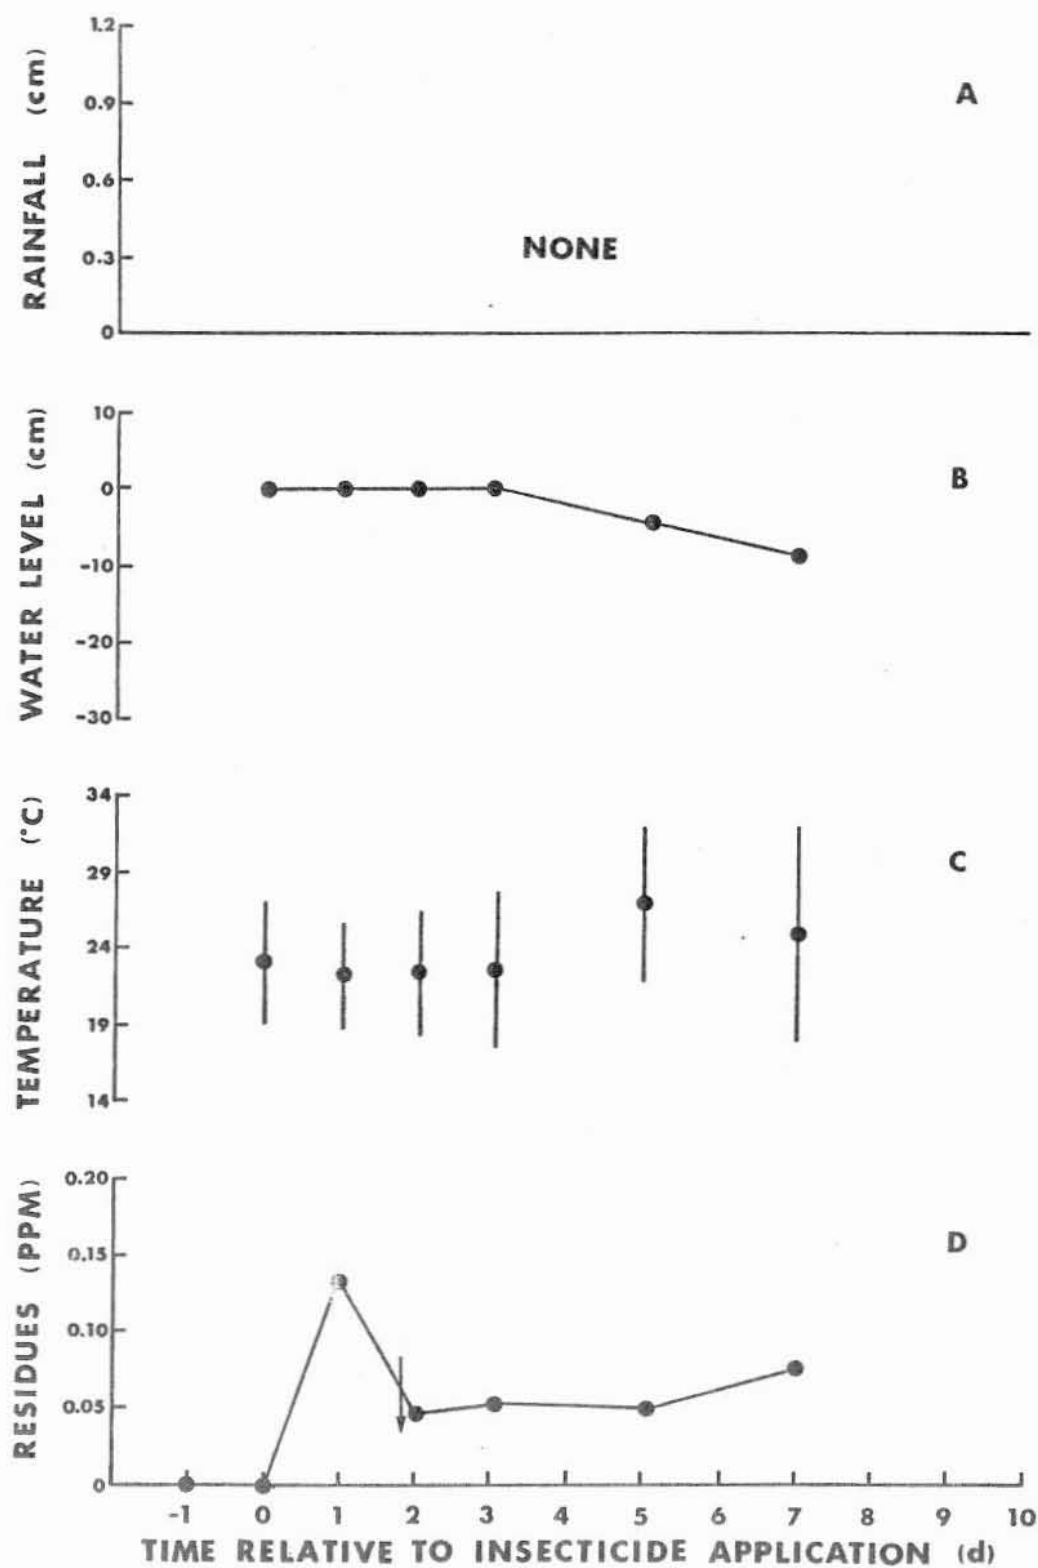 RAINFALL (cm)
1.2
0.9
0.6
0.3
0
A
NONE
WATER LEVEL (cm)
10
0
-10
-20
-30
B
TEMPERATURE (°C)
34
29
24
19
14
C
RESIDUES (PPM)
0.20
0.15
0.10
0.05
0
D
-1 0 1 2 3 4 5 6 7 8 9 10
TIME RELATIVE TO INSECTICIDE APPLICATION (d)